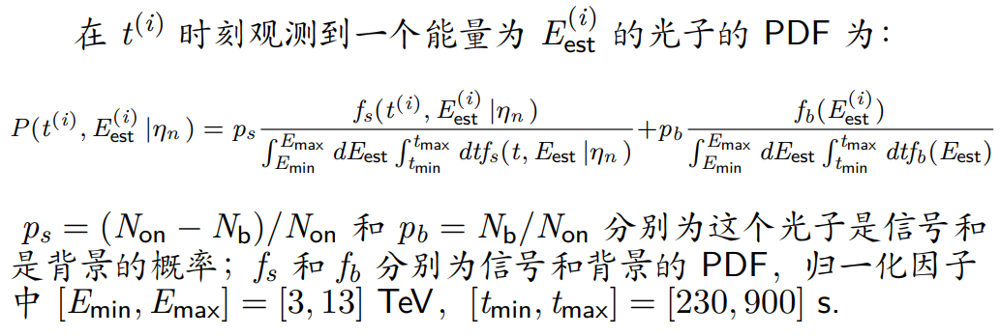 在 $t^{(i)}$ 时刻观测到一个能量为 $E_{\text{est}}^{(i)}$ 的光子的 PDF 为：
$P(t^{(i)}, E_{\text{est}}^{(i)}|\eta_n) = p_s \frac{f_s(t^{(i)}, E_{\text{est}}^{(i)}|\eta_n)}{\int_{E_{\text{min}}}^{E_{\text{max}}} dE_{\text{est}} \int_{t_{\text{min}}}^{t_{\text{max}}} dt f_s(t, E_{\text{est}}|\eta_n)} + p_b \frac{f_b(E_{\text{est}}^{(i)})}{\int_{E_{\text{min}}}^{E_{\text{max}}} dE_{\text{est}} \int_{t_{\text{min}}}^{t_{\text{max}}} dt f_b(E_{\text{est}})}$
$p_s = (N_{\text{on}} - N_{\text{b}})/N_{\text{on}}$ 和 $p_b = N_{\text{b}}/N_{\text{on}}$ 分别为这个光子是信号和
是背景的概率；$f_s$ 和 $f_b$ 分别为信号和背景的 PDF，归一化因子
中 $[E_{\text{min}}, E_{\text{max}}] = [3, 13]$ TeV，$[t_{\text{min}}, t_{\text{max}}] = [230, 900]$ s.